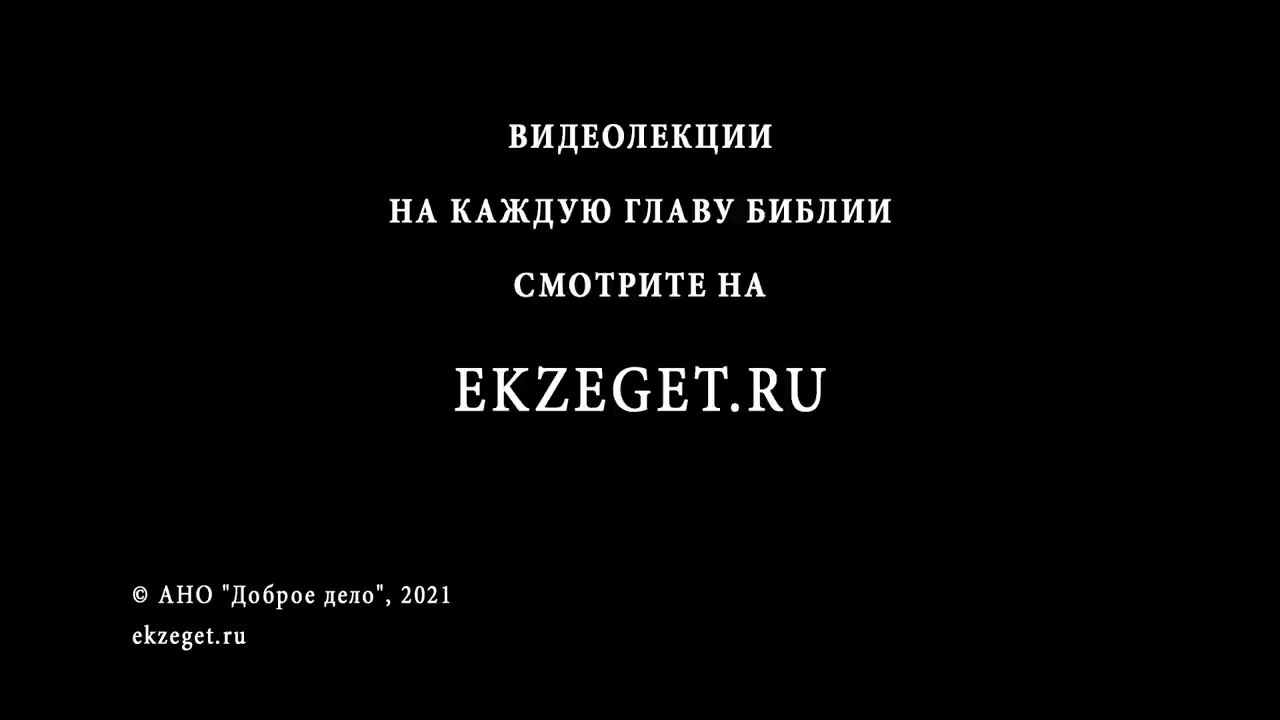 ВИДЕОЛЕКЦИИ
НА КАЖДУЮ ГЛАВУ БИБЛИИ
СМОТРИТЕ НА
EKZEGET.RU
© АНО "Доброе дело", 2021
ekzeget.ru